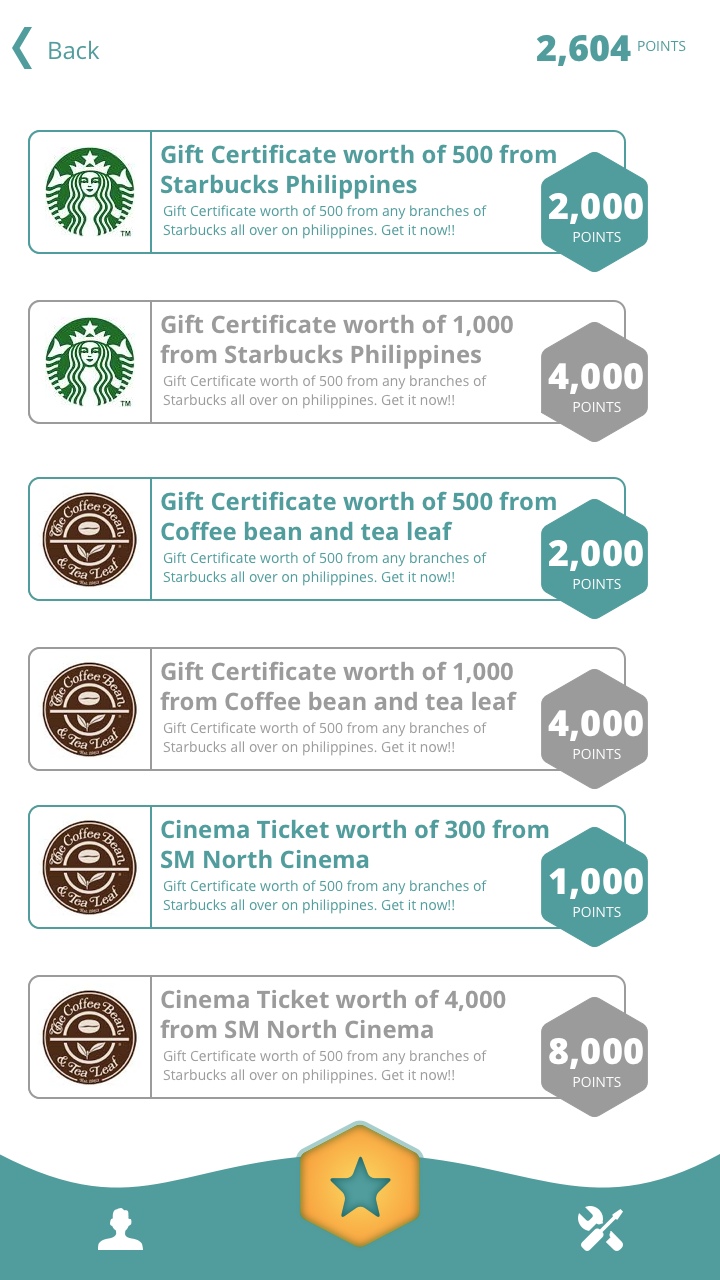 Back
2,604 POINTS
Gift Certificate worth of 500 from
Starbucks Philippines
Gift Certificate worth of 500 from any branches of
Starbucks all over on philippines. Get it now!!
2,000
POINTS
TM
Gift Certificate worth of 1,000
from Starbucks Philippines
Gift Certificate worth of 500 from any branches of
Starbucks all over on philippines. Get it now!!
4,000
POINTS
TM
Gift Certificate worth of 500 from
Coffee bean and tea leaf
Gift Certificate worth of 500 from any branches of
Starbucks all over on philippines. Get it now!!
2,000
POINTS
The Coffee Bean
& Tea Leaf
Gift Certificate worth of 1,000
from Coffee bean and tea leaf
Gift Certificate worth of 500 from any branches of
Starbucks all over on philippines. Get it now!!
4,000
POINTS
The Coffee Bean
& Tea Leaf
Cinema Ticket worth of 300 from
SM North Cinema
Gift Certificate worth of 500 from any branches of
Starbucks all over on philippines. Get it now!!
1,000
POINTS
The Coffee Bean
& Tea Leaf
Cinema Ticket worth of 4,000
from SM North Cinema
Gift Certificate worth of 500 from any branches of
Starbucks all over on philippines. Get it now!!
8,000
POINTS
The Coffee Bean
& Tea Leaf